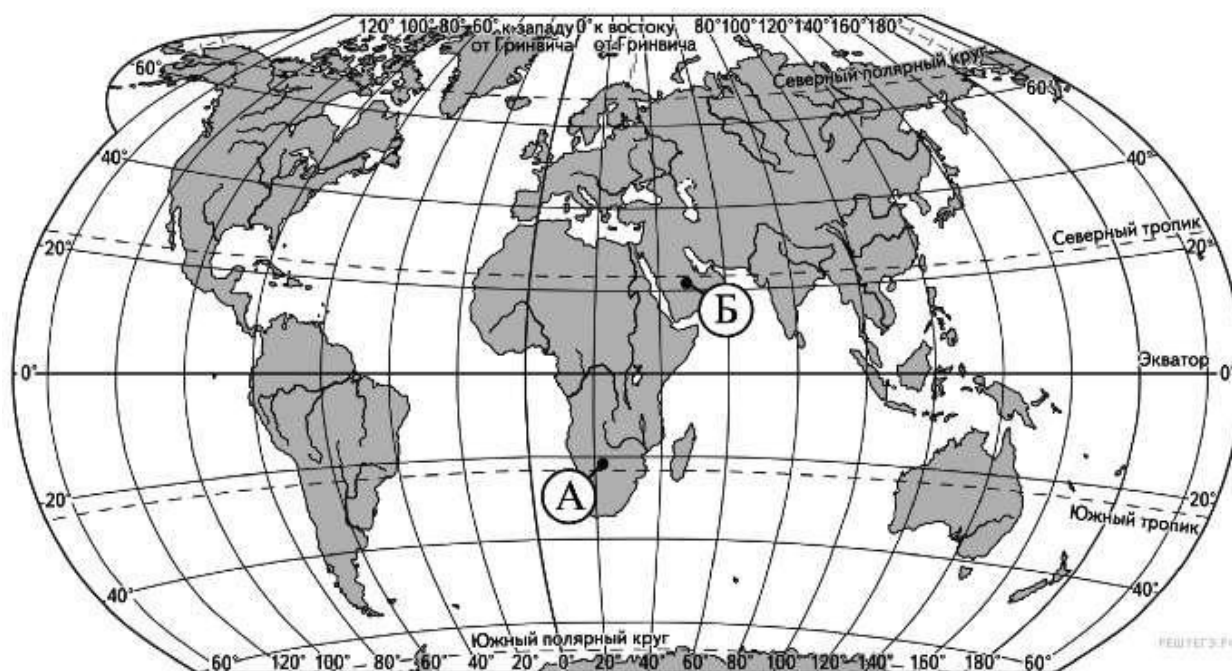 120° 100° 80° 60° к западу 0° к востоку 80° 100° 120° 140° 160° 180°
от Гринвича от Гринвича
Северный полярный круг
60° 60°
40° 40°
Северный тропик
20° 20°
Б
Экватор
0° 0°
А
20° 20°
Южный тропик
40° 40°
Южный полярный круг
60° 120° 100° 80° 60° 40° 20° 0° 20° 40° 60° 80° 100° 120° 140° 160° 180° 60°